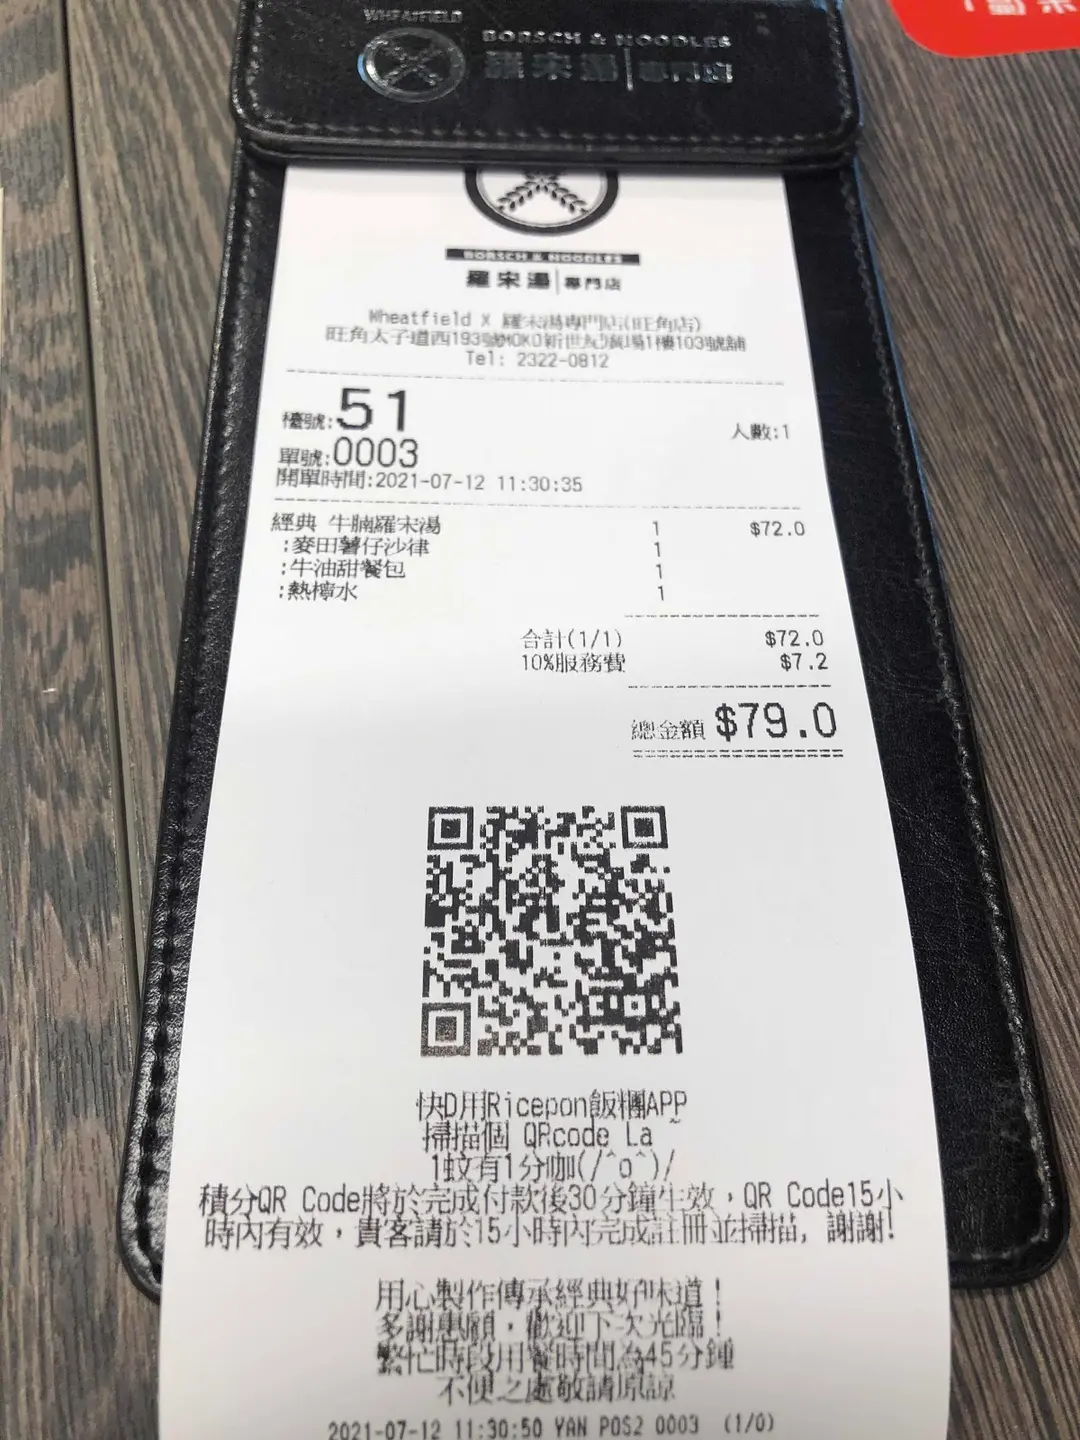 WHEATFIELD
BORSCH & NOODLES
羅宋湯 專門店
BORSCH & NOODLES
羅宋湯 專門店
Wheatfield X 羅宋湯專門店(旺角店)
旺角太子道西193號MOKO新世紀廣場1樓103號舖
Tel: 2322-0812
檯號:51 人數:1
單號:0003
開單時間:2021-07-12 11:30:35
經典 牛腩羅宋湯 1 $72.0
:麥田薯仔沙律 1
:牛油甜餐包 1
:熱檸水 1
合計(1/1) $72.0
10%服務費 $7.2
總金額 $79.0
快D用Ricepon飯糰APP
掃描個 QRcode La ~
1蚊有1分㗎(/^o^)/
積分QR Code將於完成付款後30分鐘生效，QR Code15小
時內有效，貴客請於15小時內完成註冊並掃描, 謝謝!
用心製作傳承經典好味道！
多謝惠顧，歡迎下次光臨！
繁忙時段用餐時間為45分鐘
不便之處敬請原諒
2021-07-12 11:30:50 YAN POS2 0003 (1/0)